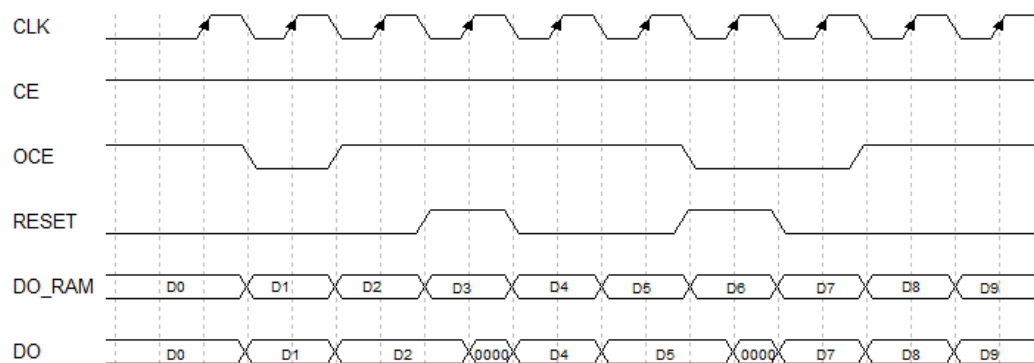 CLK
CE
OCE
RESET
DO_RAM D0 D1 D2 D3 D4 D5 D6 D7 D8 D9
DO D0 D1 D2 0000 D4 D5 0000 D7 D8 D9